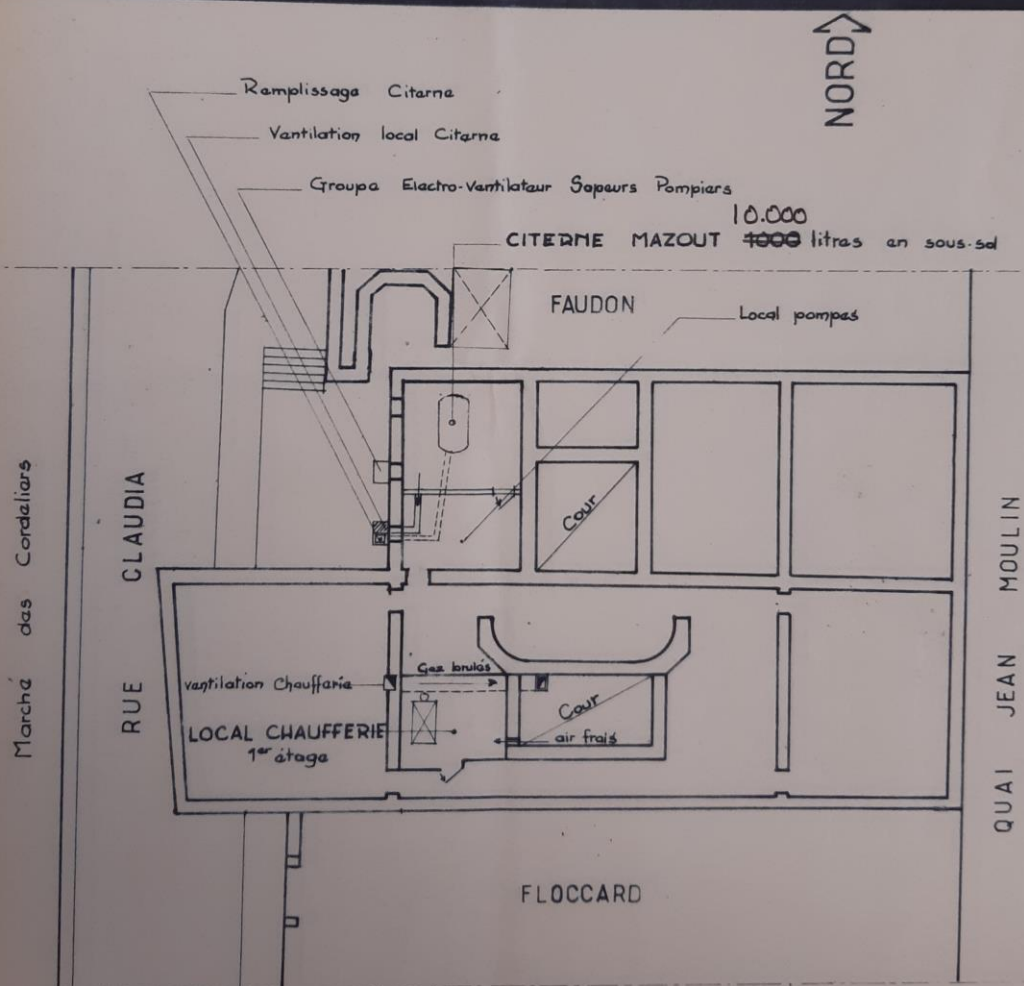 NORD
Remplissage Citerne
Ventilation local Citerne
Groupe Electro-Ventilateur Sapeurs Pompiers
10.000
CITERNE MAZOUT 1000 litres en sous-sol
FAUDON
Local pompes
Marché des Cordeliers
RUE CLAUDIA
Cour
QUAI JEAN MOULIN
Gaz brulés
ventilation Chaufferie
Cour
LOCAL CHAUFFERIE
1er étage
air frais
FLOCCARD